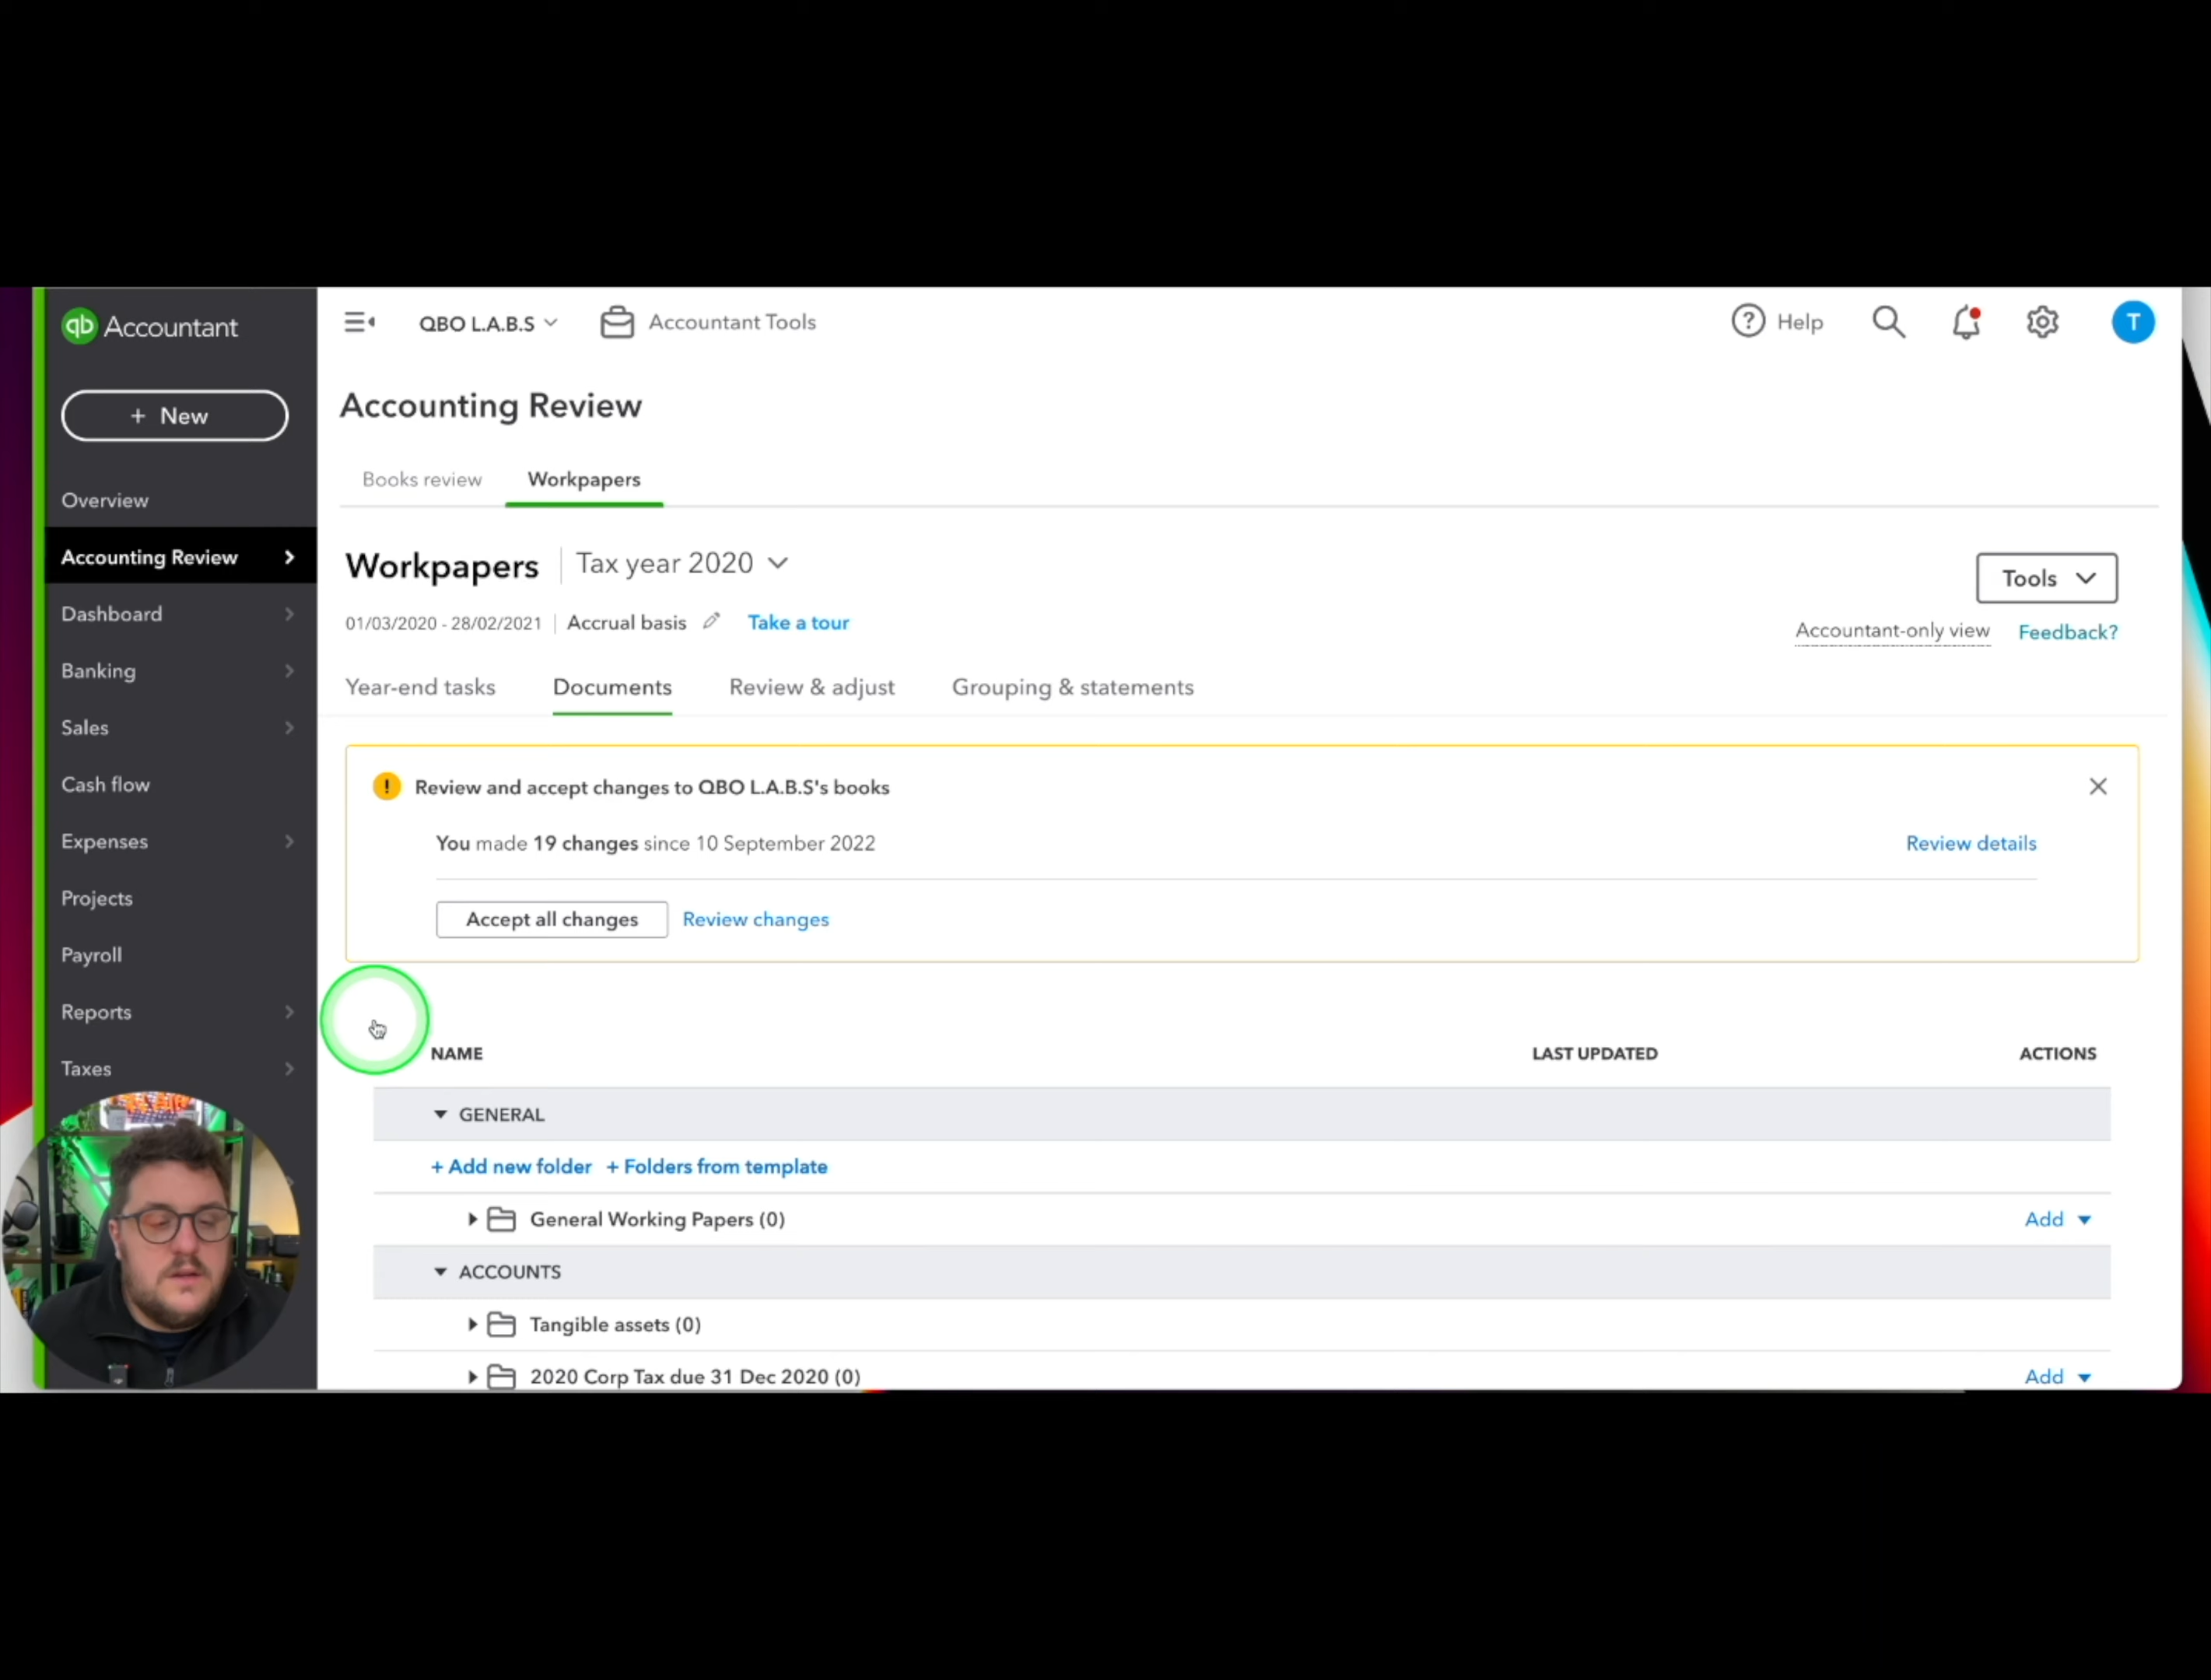 qb Accountant
QBO L.A.B.S
Accountant Tools
Help
T
+ New
Accounting Review
Overview
Books review
Workpapers
Accounting Review
Workpapers
Tax year 2020
Tools
Dashboard
01/03/2020 - 28/02/2021
Accrual basis
Take a tour
Accountant-only view
Feedback?
Banking
Year-end tasks
Documents
Review & adjust
Grouping & statements
Sales
Cash flow
Review and accept changes to QBO L.A.B.S's books
Expenses
You made 19 changes since 10 September 2022
Review details
Projects
Accept all changes
Review changes
Payroll
Reports
NAME
LAST UPDATED
ACTIONS
Taxes
GENERAL
+ Add new folder + Folders from template
General Working Papers (0)
Add
ACCOUNTS
Tangible assets (0)
2020 Corp Tax due 31 Dec 2020 (0)
Add